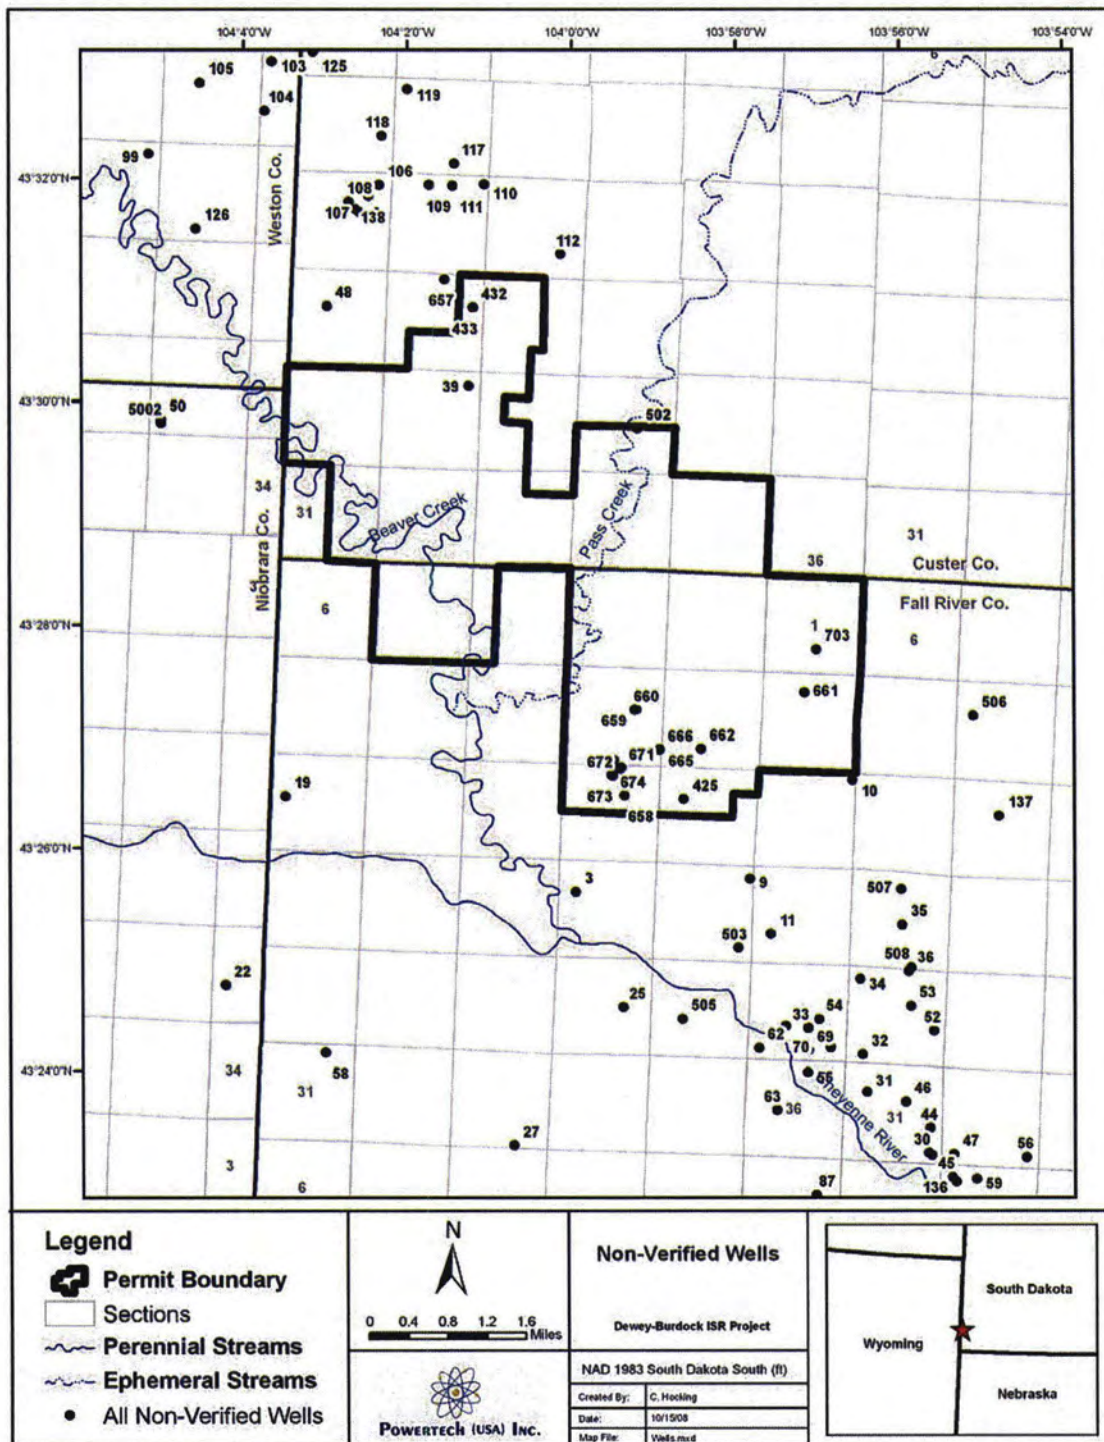 104°4'0"W 104°2'0"W 104°0'0"W 103°58'0"W 103°56'0"W 103°54'0"W
105 103 125
104 119
118
99 117
43°32'0"N 106
108 110
107 138 109 111
126
Weston Co.
112
48 657 432
433
39
43°30'0"N
5002 50 502
34
31
Beaver Creek
Pass Creek
31
36 Custer Co.
Niobrara Co.
Fall River Co.
6 1 703 6
43°28'0"N
661
660 506
659
666 662
672 671 665
19 674 425 10
673 137
658
43°26'0"N
3 9 507
35
11
503
508 36
22 34
25 505 54 53
33 52
62 69
70, 32
34 58 55
43°24'0"N
31 31 46
63 36 31 44
Cheyenne River
27 30 47 56
45
3 6 87 136 59
Legend
Permit Boundary
Sections
Perennial Streams
Ephemeral Streams
All Non-Verified Wells
N
0 0.4 0.8 1.2 1.6
Miles
POWERTECH (USA) INC.
Non-Verified Wells
Dewey-Burdock ISR Project
NAD 1983 South Dakota South (ft)
Created By: C. Hocking
Date: 10/15/08
Map File: Wells.mxd
South Dakota
Wyoming
Nebraska